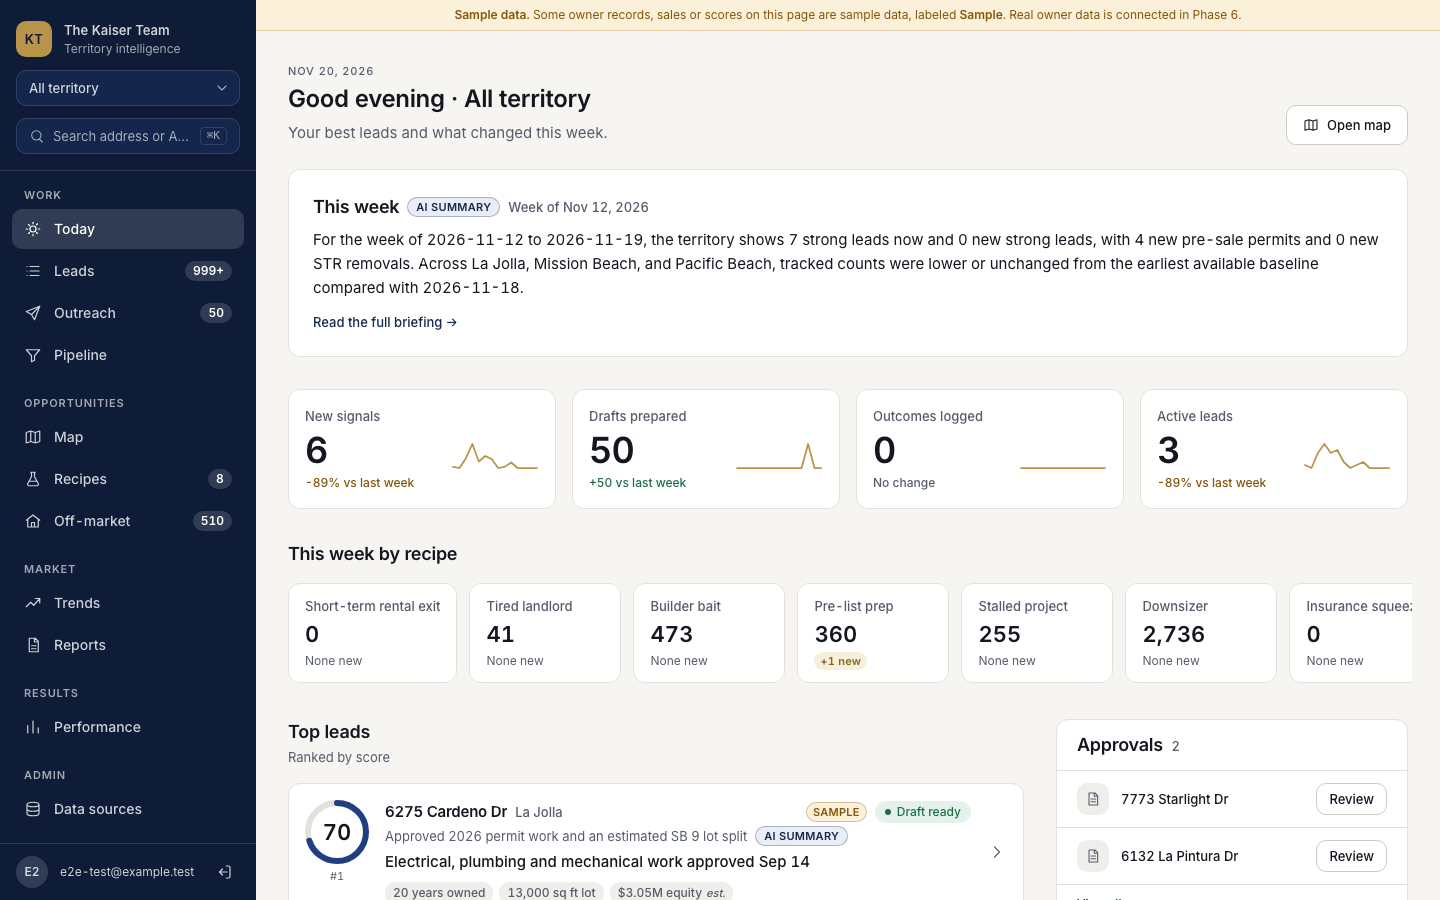 KT
The Kaiser Team
Territory intelligence
All territory
Search address or A... ⌘K
WORK
Today
Leads 999+
Outreach 50
Pipeline
OPPORTUNITIES
Map
Recipes 8
Off-market 510
MARKET
Trends
Reports
RESULTS
Performance
ADMIN
Data sources
E2 e2e-test@example.test
Sample data. Some owner records, sales or scores on this page are sample data, labeled Sample. Real owner data is connected in Phase 6.
NOV 20, 2026
Good evening · All territory
Your best leads and what changed this week.
Open map
This week AI SUMMARY Week of Nov 12, 2026
For the week of 2026-11-12 to 2026-11-19, the territory shows 7 strong leads now and 0 new strong leads, with 4 new pre-sale permits and 0 new
STR removals. Across La Jolla, Mission Beach, and Pacific Beach, tracked counts were lower or unchanged from the earliest available baseline
compared with 2026-11-18.
Read the full briefing →
New signals
6
-89% vs last week
Drafts prepared
50
+50 vs last week
Outcomes logged
0
No change
Active leads
3
-89% vs last week
This week by recipe
Short-term rental exit
0
None new
Tired landlord
41
None new
Builder bait
473
None new
Pre-list prep
360
+1 new
Stalled project
255
None new
Downsizer
2,736
None new
Insurance squeez
0
None new
Top leads
Ranked by score
70
#1
6275 Cardeno Dr La Jolla SAMPLE Draft ready
Approved 2026 permit work and an estimated SB 9 lot split AI SUMMARY
Electrical, plumbing and mechanical work approved Sep 14
20 years owned 13,000 sq ft lot $3.05M equity est.
Approvals 2
7773 Starlight Dr Review
6132 La Pintura Dr Review